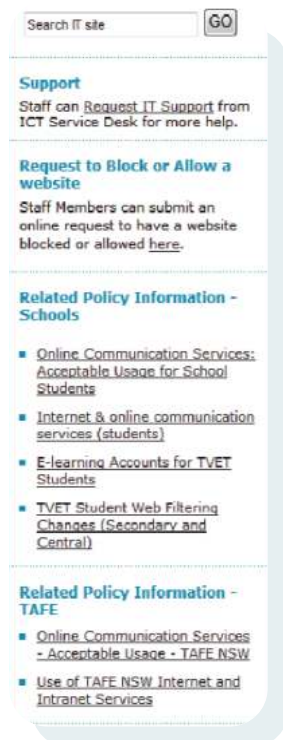 Search IT site GO
Support
Staff can Request IT Support from
ICT Service Desk for more help.
Request to Block or Allow a
website
Staff Members can submit an
online request to have a website
blocked or allowed here.
Related Policy Information -
Schools
Online Communication Services:
Acceptable Usage for School
Students
Internet & online communication
services (students)
E-learning Accounts for TVET
Students
TVET Student Web Filtering
Changes (Secondary and
Central)
Related Policy Information -
TAFE
Online Communication Services
- Acceptable Usage - TAFE NSW
Use of TAFE NSW Internet and
Intranet Services